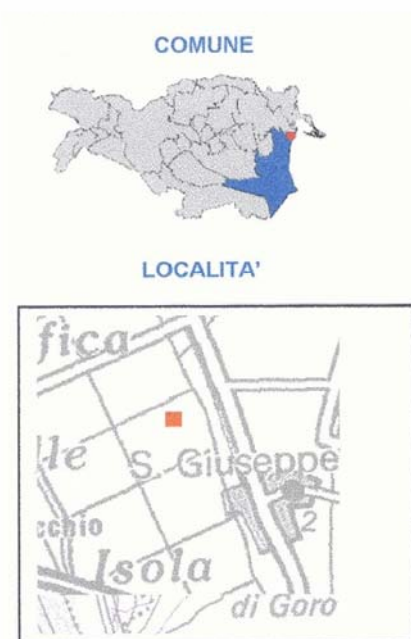 COMUNE
LOCALITA'
fica
lle
S. Giuseppe
2
cchio
Isola
di Goro